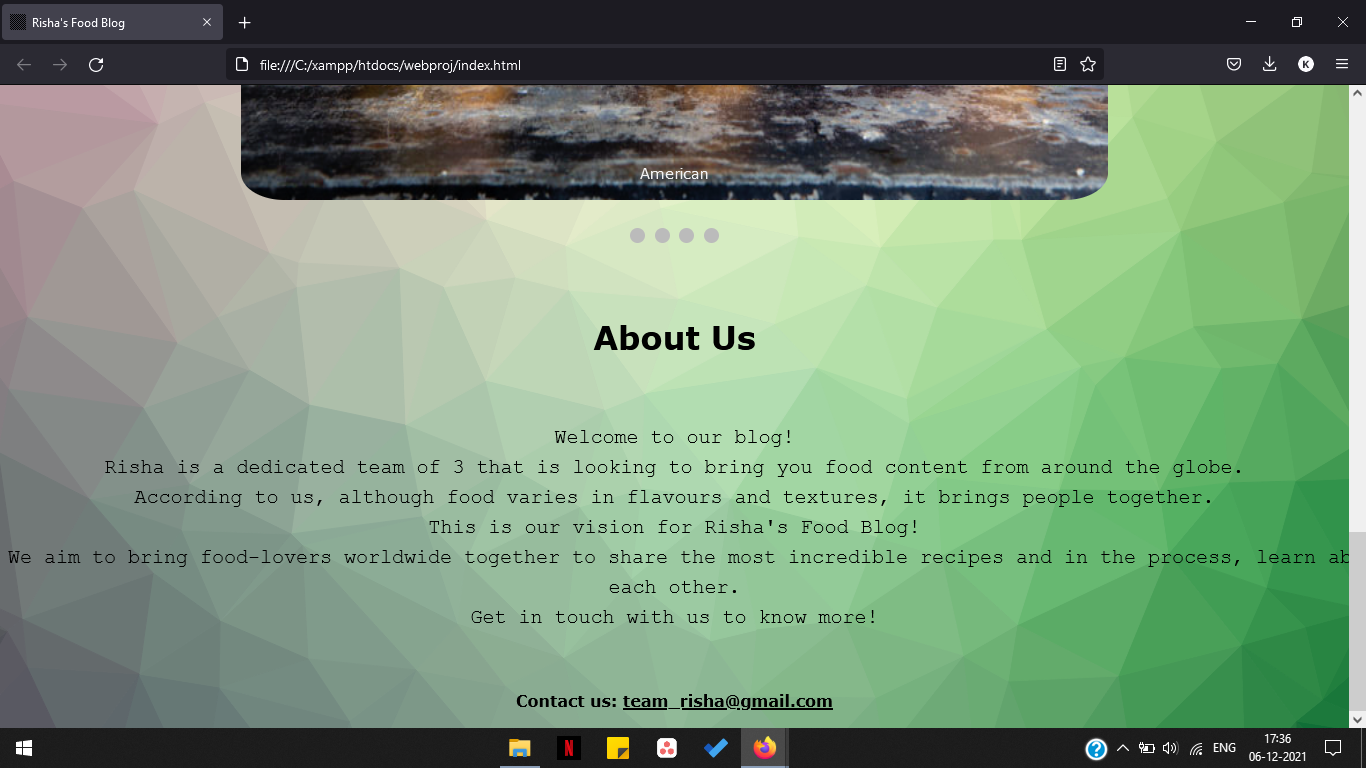 Risha's Food Blog
file:///C:/xampp/htdocs/webproj/index.html
K
American
About Us
Welcome to our blog!
Risha is a dedicated team of 3 that is looking to bring you food content from around the globe.
According to us, although food varies in flavours and textures, it brings people together.
This is our vision for Risha's Food Blog!
We aim to bring food-lovers worldwide together to share the most incredible recipes and in the process, learn ab
each other.
Get in touch with us to know more!
Contact us: team_risha@gmail.com
N
?
ENG
17:36
06-12-2021